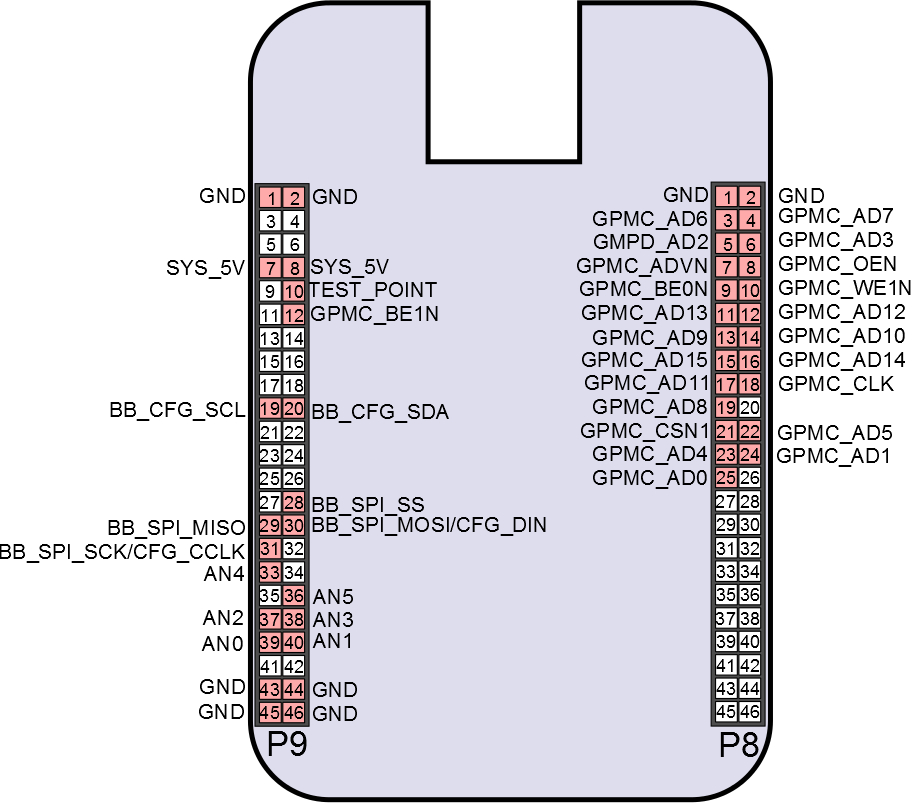 GND 1 2 GND
3 4
5 6
SYS_5V 7 8 SYS_5V
9 10 TEST_POINT
11 12 GPMC_BE1N
13 14
15 16
17 18
BB_CFG_SCL 19 20 BB_CFG_SDA
21 22
23 24
25 26
27 28 BB_SPI_SS
BB_SPI_MISO 29 30 BB_SPI_MOSI/CFG_DIN
BB_SPI_SCK/CFG_CCLK 31 32
AN4 33 34
35 36 AN5
AN2 37 38 AN3
AN0 39 40 AN1
41 42
GND 43 44 GND
GND 45 46 GND
P9
GND 1 2 GND
GPMC_AD6 3 4 GPMC_AD7
GMPD_AD2 5 6 GPMC_AD3
GPMC_ADVN 7 8 GPMC_OEN
GPMC_BE0N 9 10 GPMC_WE1N
GPMC_AD13 11 12 GPMC_AD12
GPMC_AD9 13 14 GPMC_AD10
GPMC_AD15 15 16 GPMC_AD14
GPMC_AD11 17 18 GPMC_CLK
GPMC_AD8 19 20
GPMC_CSN1 21 22 GPMC_AD5
GPMC_AD4 23 24 GPMC_AD1
GPMC_AD0 25 26
27 28
29 30
31 32
33 34
35 36
37 38
39 40
41 42
43 44
45 46
P8